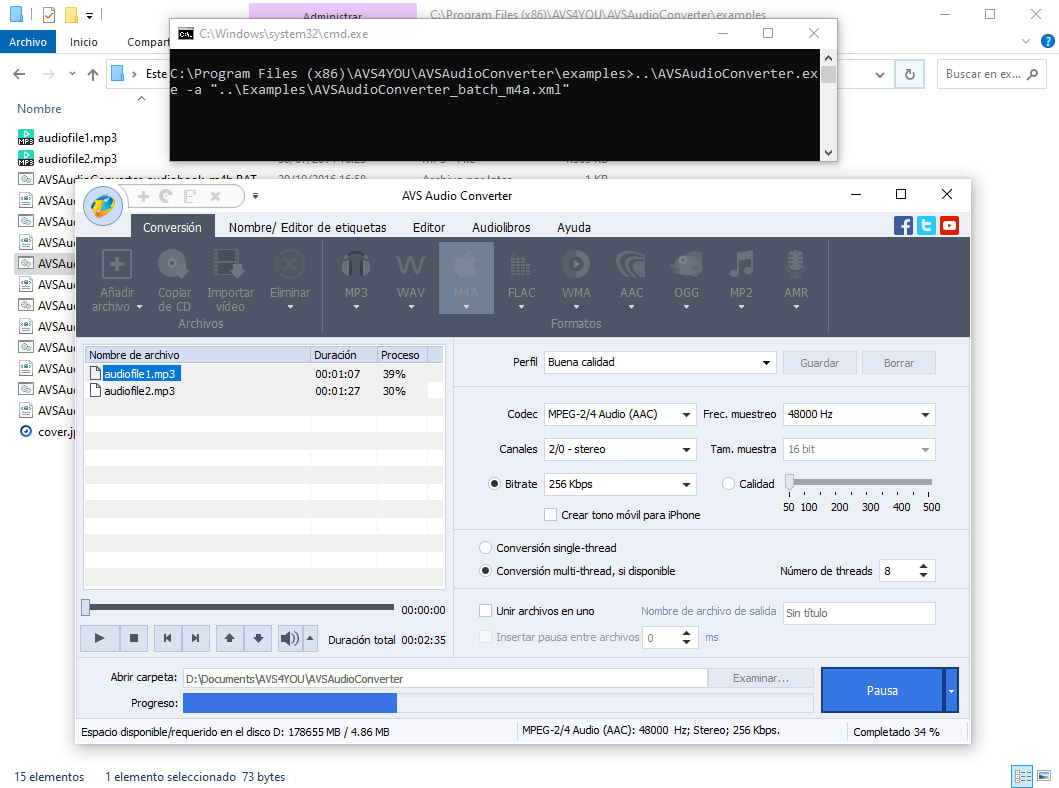 Administrar
C:\Program Files (x86)\AVS4YOU\AVSAudioConverter\examples
Archivo
Inicio
Compart
C:\Windows\system32\cmd.exe
C:\Program Files (x86)\AVS4YOU\AVSAudioConverter\examples>..\AVSAudioConverter.ex
e -a "..\Examples\AVSAudioConverter_batch_m4a.xml"
Este
Buscar en ex...
Nombre
audiofile1.mp3
audiofile2.mp3
AVSAudioConverter_audiobook_m4b.BAT 20/10/2016 16:58 Archivo por lotes 1 KB
AVSA
AVSAu
AVSAu
AVSAu
AVSAu
AVSAu
AVSAu
AVSAu
AVSAu
AVSAu
AVSAu
cover.j
AVS Audio Converter
Conversión
Nombre/ Editor de etiquetas
Editor
Audiolibros
Ayuda
Añadir
archivo
Copiar
de CD
Importar
vídeo
Eliminar
Archivos
MP3
WAV
M4A
FLAC
WMA
AAC
OGG
MP2
AMR
Formatos
Nombre de archivo Duración Proceso
audiofile1.mp3 00:01:07 39%
audiofile2.mp3 00:01:27 30%
Perfil Buena calidad Guardar Borrar
Codec MPEG-2/4 Audio (AAC) Frec. muestreo 48000 Hz
Canales 2/0 - stereo Tam. muestra 16 bit
Bitrate 256 Kbps Calidad
50 100 200 300 400 500
Crear tono móvil para iPhone
Conversión single-thread
Conversión multi-thread, si disponible Número de threads 8
Unir archivos en uno Nombre de archivo de salida Sin título
Insertar pausa entre archivos 0 ms
00:00:00
Duración total 00:02:35
Abrir carpeta: D:\Documents\AVS4YOU\AVSAudioConverter Examinar...
Progreso:
Pausa
Espacio disponible/requerido en el disco D: 178655 MB / 4.86 MB
MPEG-2/4 Audio (AAC): 48000 Hz; Stereo; 256 Kbps.
Completado 34 %
15 elementos 1 elemento seleccionado 73 bytes